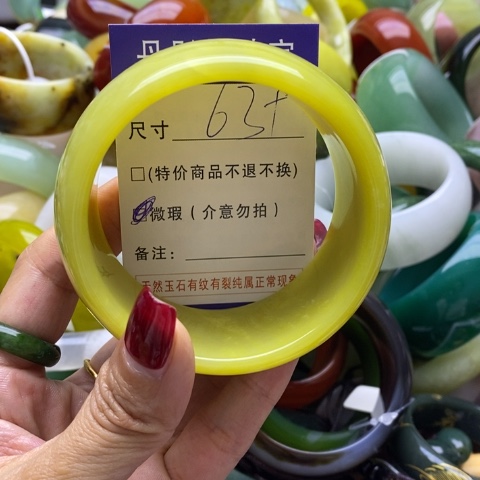 尺寸 63+
□(特价商品不退不换)
☑微瑕(介意勿拍)
备注:
天然玉石有纹有裂纯属正常现象